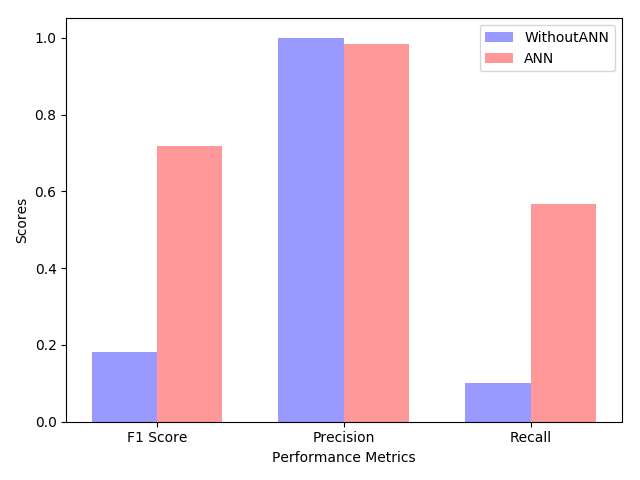 WithoutANN
ANN
1.0
0.8
0.6
0.4
0.2
0.0
Scores
F1 Score Precision Recall
Performance Metrics